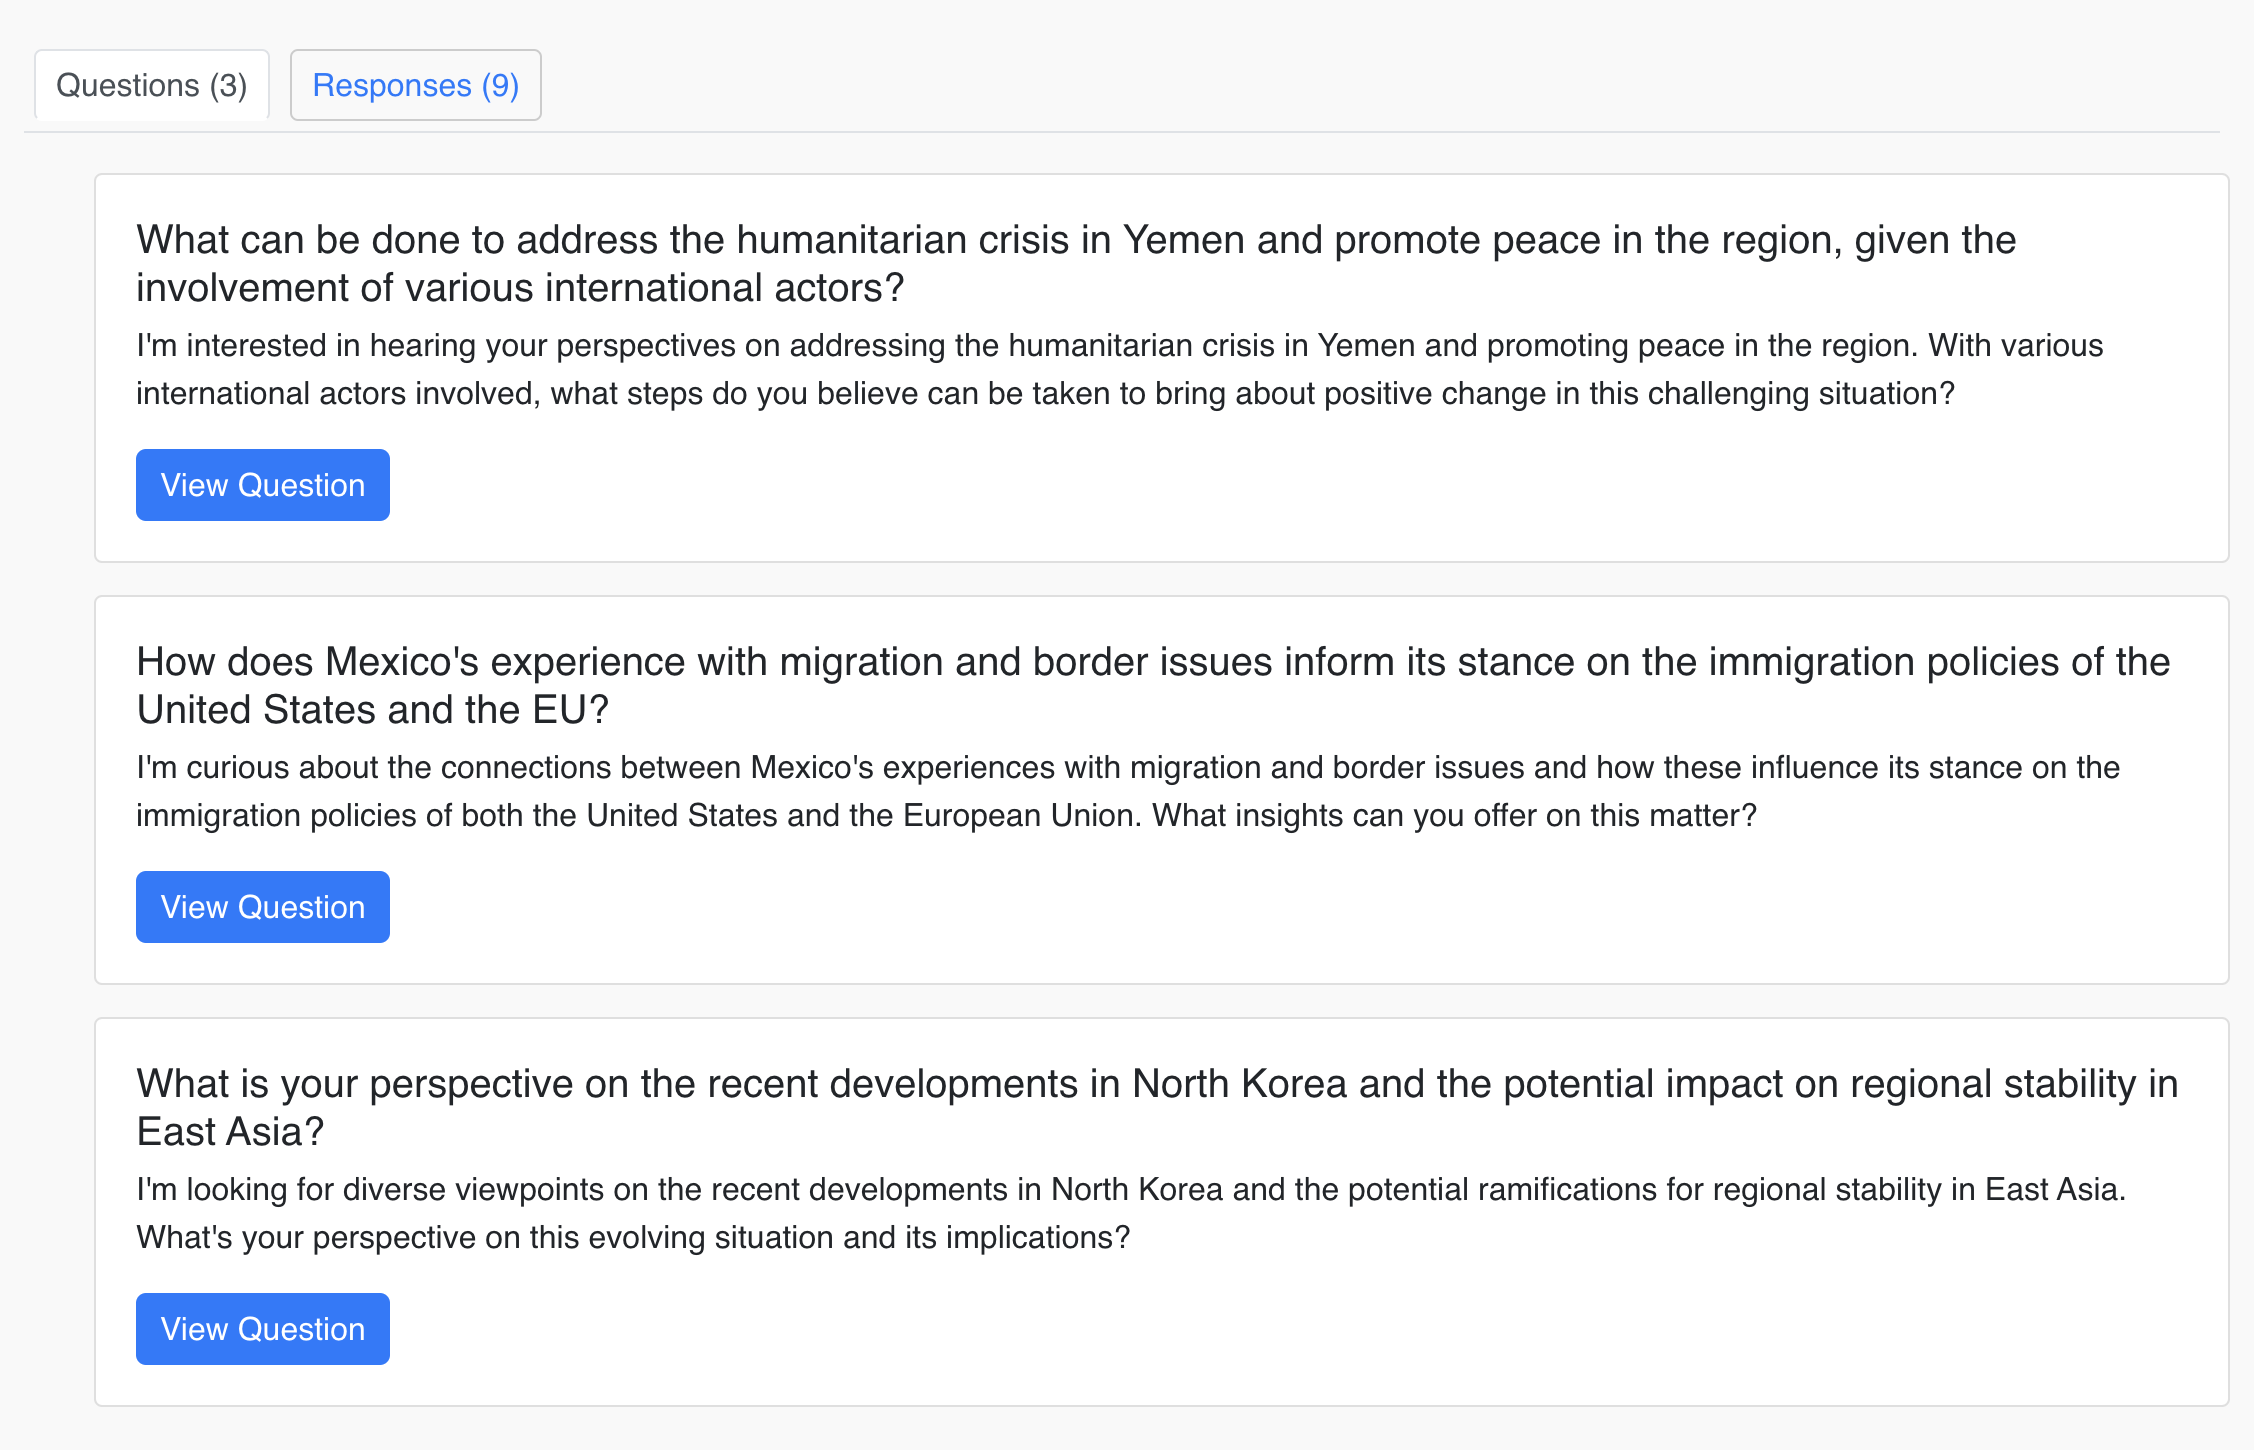 Questions (3)
Responses (9)
What can be done to address the humanitarian crisis in Yemen and promote peace in the region, given the
involvement of various international actors?
I'm interested in hearing your perspectives on addressing the humanitarian crisis in Yemen and promoting peace in the region. With various
international actors involved, what steps do you believe can be taken to bring about positive change in this challenging situation?
View Question
How does Mexico's experience with migration and border issues inform its stance on the immigration policies of the
United States and the EU?
I'm curious about the connections between Mexico's experiences with migration and border issues and how these influence its stance on the
immigration policies of both the United States and the European Union. What insights can you offer on this matter?
View Question
What is your perspective on the recent developments in North Korea and the potential impact on regional stability in
East Asia?
I'm looking for diverse viewpoints on the recent developments in North Korea and the potential ramifications for regional stability in East Asia.
What's your perspective on this evolving situation and its implications?
View Question